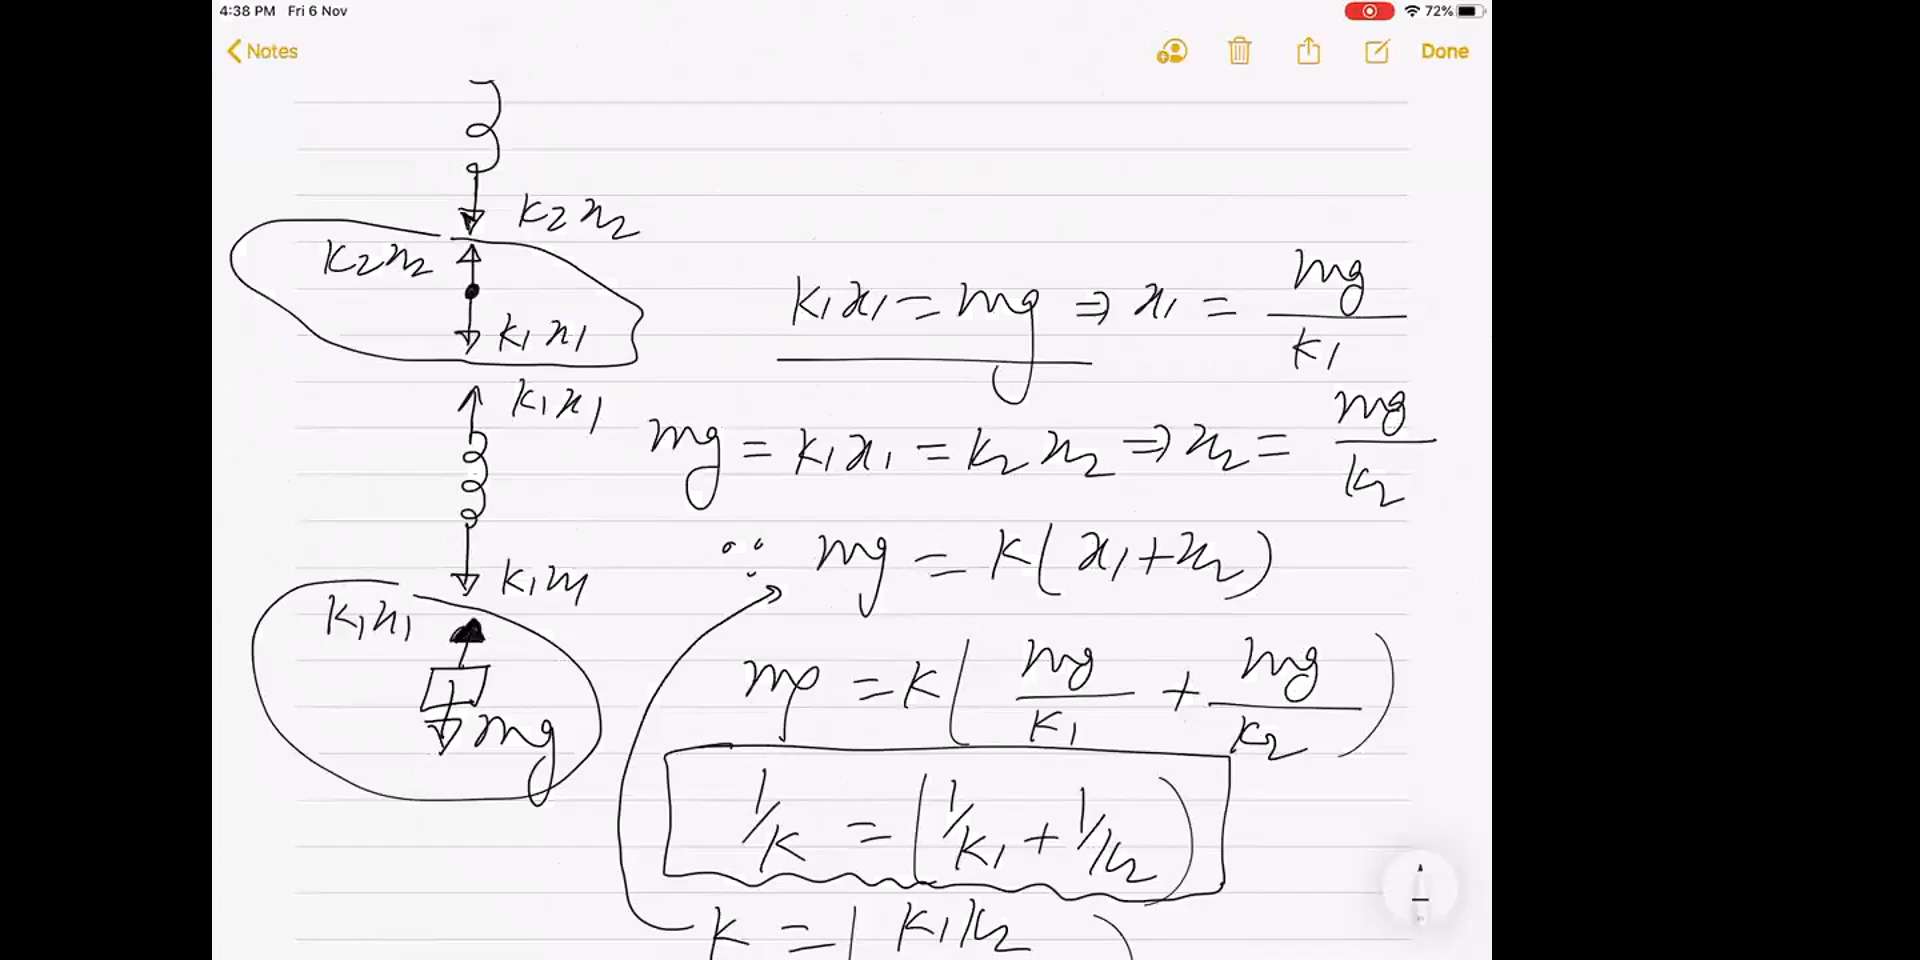 4:38 PM Fri 6 Nov
72%
Notes
Done
k₂x₂
k₂x₂
k₁x₁
k₁x₁
k₁x₁
k₁x₁
mg
k₁x₁ = mg ⇒ x₁ = mg/k₁
mg = k₁x₁ = k₂x₂ ⇒ x₂ = mg/k₂
∵ mg = k(x₁+x₂)
mg = k(mg/k₁ + mg/k₂)
1/k = (1/k₁ + 1/k₂)
k = ( k₁k₂ )